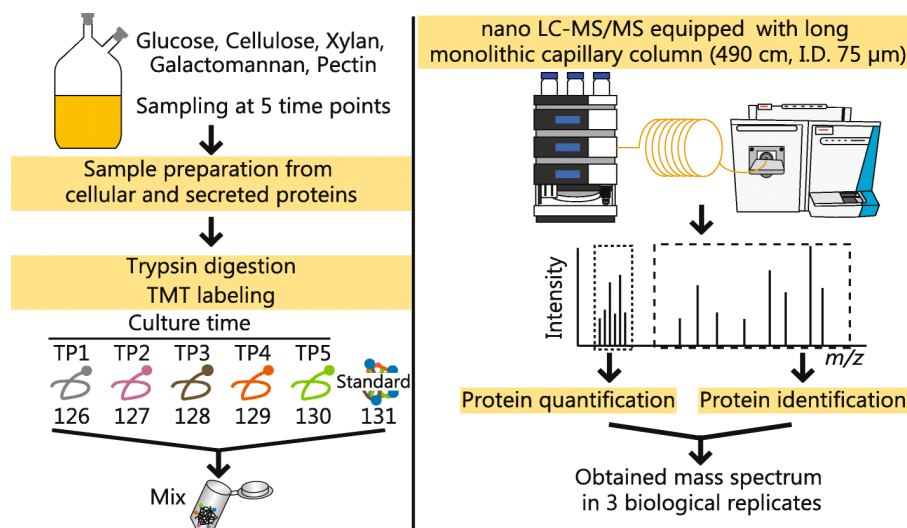 Glucose, Cellulose, Xylan,
Galactomannan, Pectin
Sampling at 5 time points
Sample preparation from
cellular and secreted proteins
Trypsin digestion
TMT labeling
Culture time
TP1 TP2 TP3 TP4 TP5
Standard
126 127 128 129 130 131
Mix
nano LC-MS/MS equipped with long
monolithic capillary column (490 cm, I.D. 75 μm)
Intensity
m/z
Protein quantification
Protein identification
Obtained mass spectrum
in 3 biological replicates